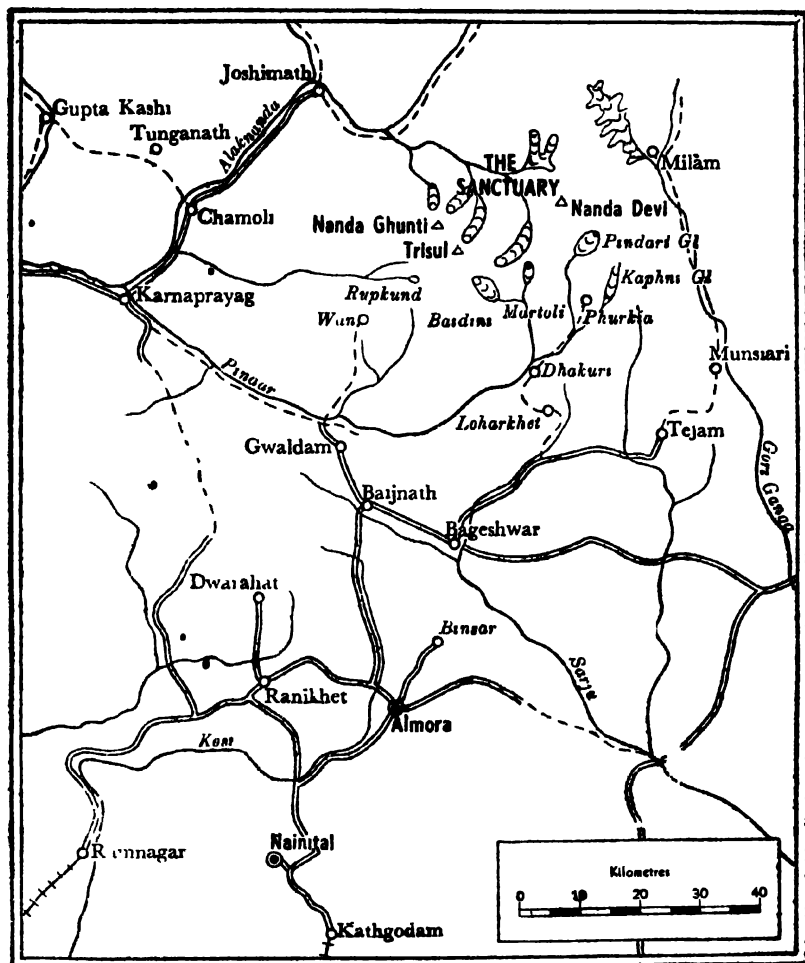 Joshimath
Gupta Kashi
Tunganath
Alaknanda
Milam
THE
SANCTUARY
Chamoli
Nanda Devi
Nanda Ghunti
Trisul
Pindari Gl
Kaphni Gl
Rupkund
Karnaprayag
Martoli
Phurkia
Wan
Baidini
Munsiari
Pindar
Dhakuri
Loharkhet
Tejam
Gwaldam
Gori Ganga
Baijnath
Bageshwar
Dwarahat
Binsar
Sarju
Ranikhet
Almora
Kosi
Nainital
Kathgodam
Kilometres
0 10 20 30 40